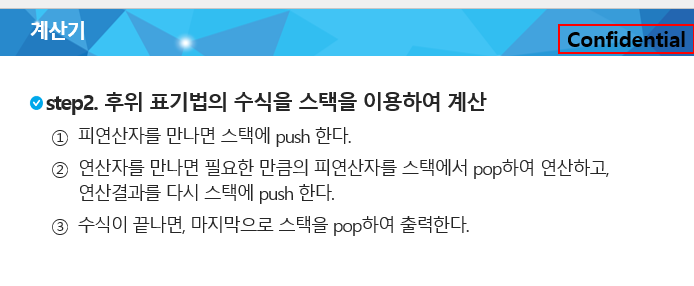 계산기
Confidential
step2. 후위 표기법의 수식을 스택을 이용하여 계산
① 피연산자를 만나면 스택에 push 한다.
② 연산자를 만나면 필요한 만큼의 피연산자를 스택에서 pop하여 연산하고,
연산결과를 다시 스택에 push 한다.
③ 수식이 끝나면, 마지막으로 스택을 pop하여 출력한다.